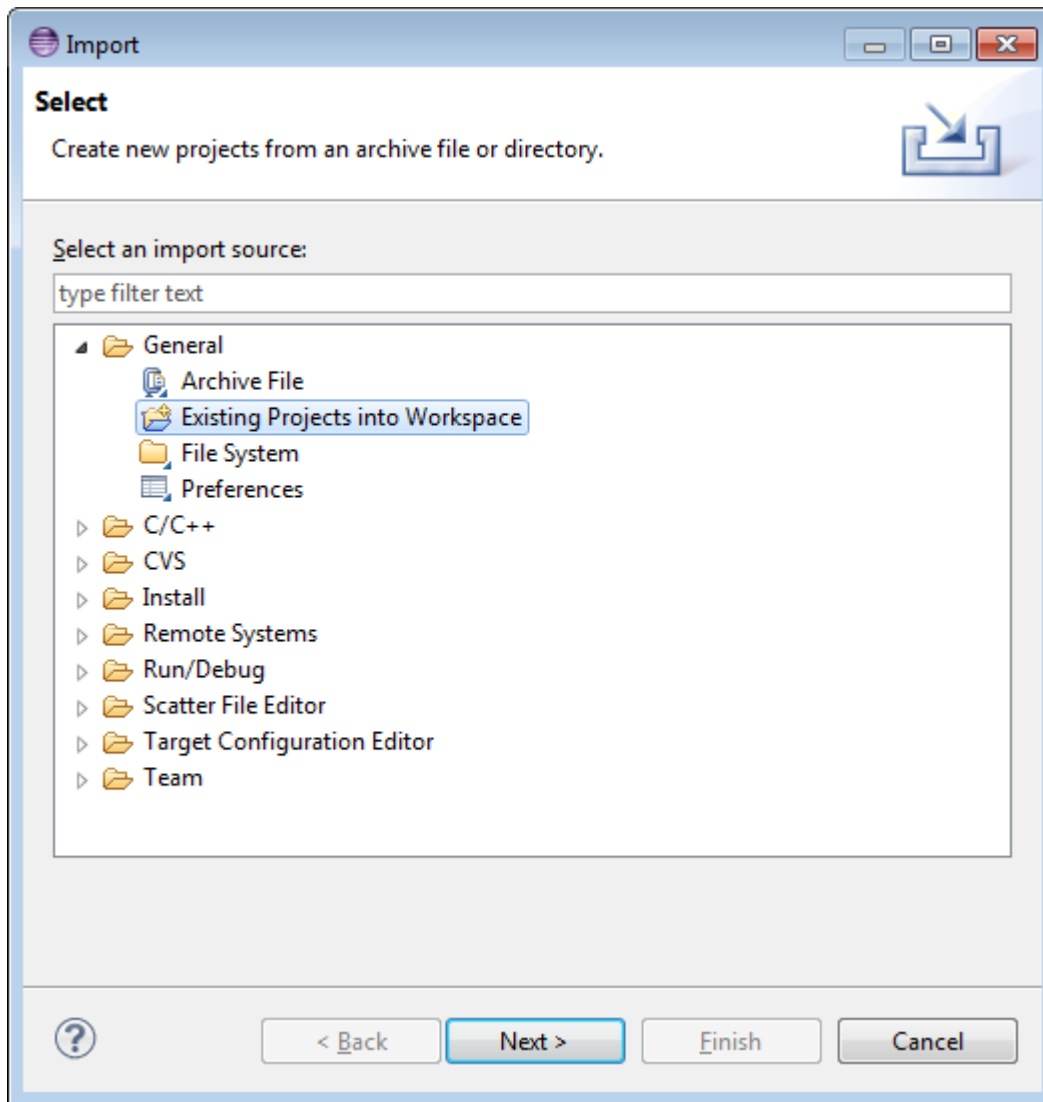 Import
Select
Create new projects from an archive file or directory.
Select an import source:
type filter text
General
Archive File
Existing Projects into Workspace
File System
Preferences
C/C++
CVS
Install
Remote Systems
Run/Debug
Scatter File Editor
Target Configuration Editor
Team
? < Back Next > Finish Cancel